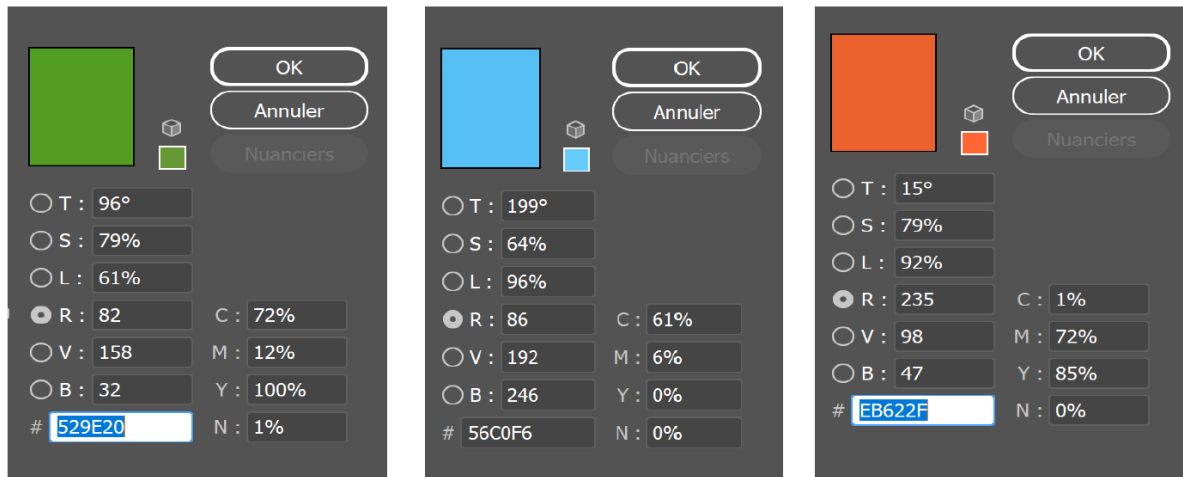 OK
Annuler
Nuanciers
T : 96°
S : 79%
L : 61%
R : 82 C : 72%
V : 158 M : 12%
B : 32 Y : 100%
# 529E20 N : 1%
OK
Annuler
Nuanciers
T : 199°
S : 64%
L : 96%
R : 86 C : 61%
V : 192 M : 6%
B : 246 Y : 0%
# 56C0F6 N : 0%
OK
Annuler
Nuanciers
T : 15°
S : 79%
L : 92%
R : 235 C : 1%
V : 98 M : 72%
B : 47 Y : 85%
# EB622F N : 0%